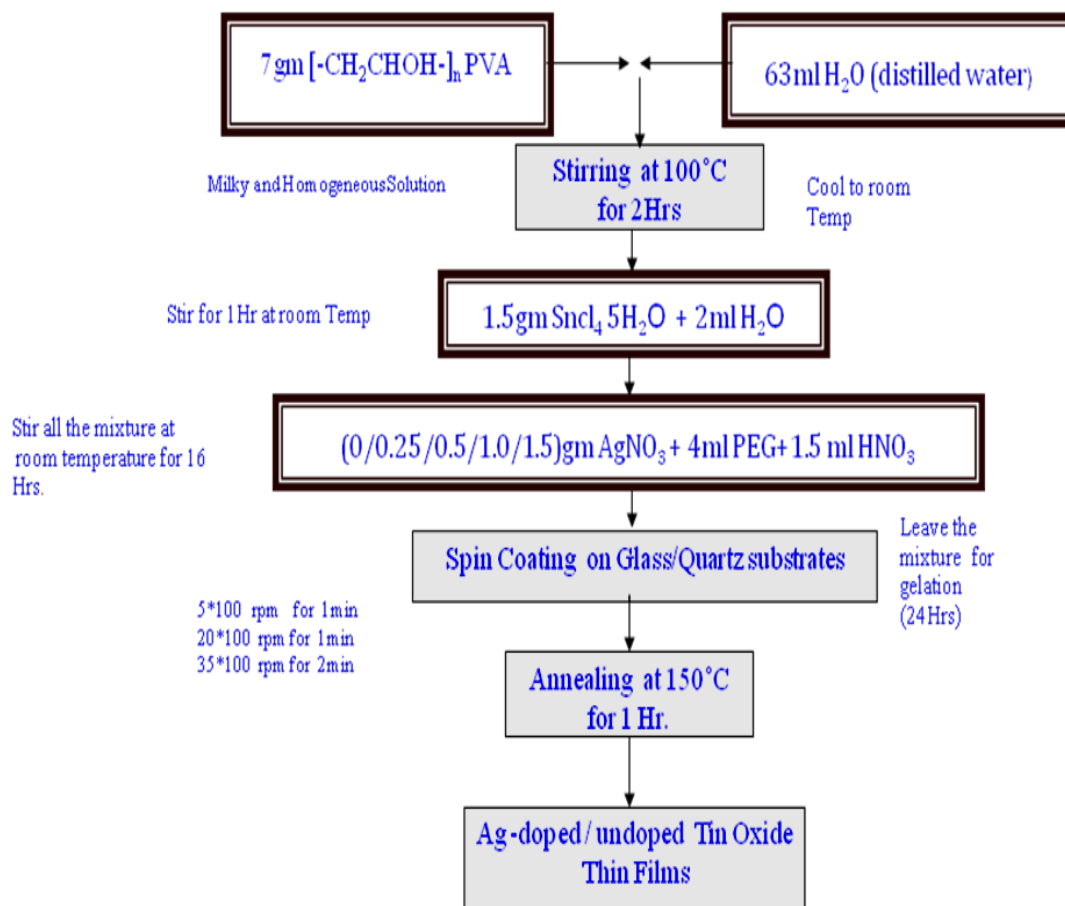 7gm [-CH₂CHOH-]ₙ PVA
63ml H₂O (distilled water)
Milky and Homogeneous Solution
Stirring at 100°C
for 2Hrs
Cool to room
Temp
Stir for 1 Hr at room Temp
1.5gm Sncl₄ 5H₂O + 2ml H₂O
Stir all the mixture at
room temperature for 16
Hrs.
(0/0.25/0.5/1.0/1.5)gm AgNO₃ + 4ml PEG+ 1.5 ml HNO₃
Spin Coating on Glass/Quartz substrates
Leave the
mixture for
gelation
(24 Hrs)
5*100 rpm for 1min
20*100 rpm for 1min
35*100 rpm for 2min
Annealing at 150°C
for 1 Hr.
Ag-doped / undoped Tin Oxide
Thin Films